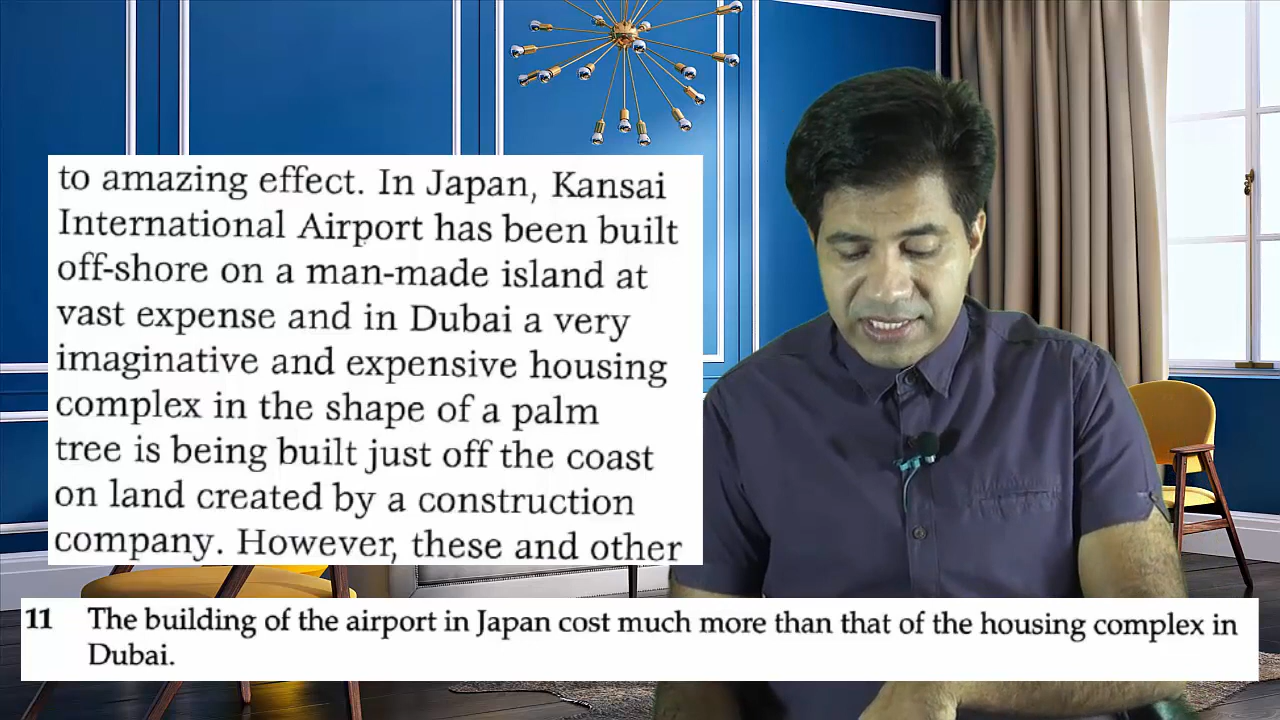 to amazing effect. In Japan, Kansai
International Airport has been built
off-shore on a man-made island at
vast expense and in Dubai a very
imaginative and expensive housing
complex in the shape of a palm
tree is being built just off the coast
on land created by a construction
company. However, these and other
11 The building of the airport in Japan cost much more than that of the housing complex in
Dubai.